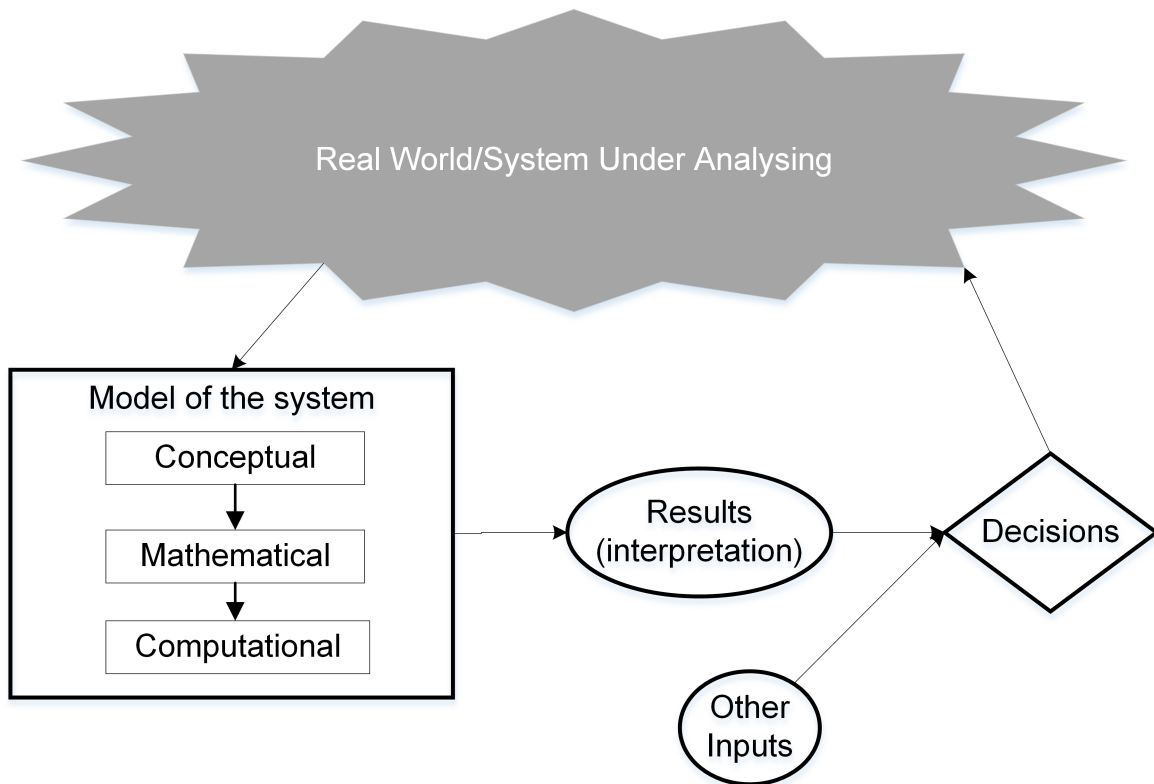 Real World/System Under Analysing
Model of the system
Conceptual
Mathematical
Computational
Results
(interpretation)
Decisions
Other
Inputs